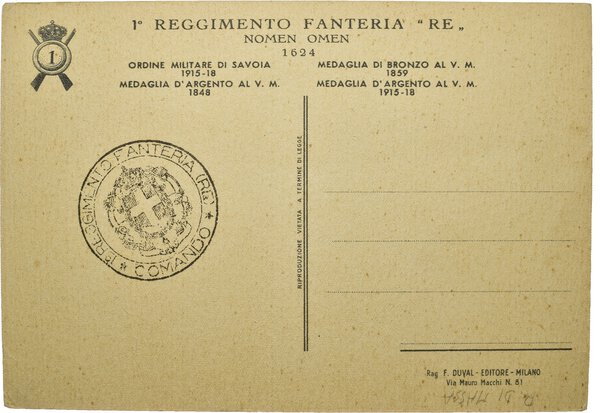 1° REGGIMENTO FANTERIA "RE„
NOMEN OMEN
1624
1
ORDINE MILITARE DI SAVOIA
1915-18
MEDAGLIA D'ARGENTO AL V. M.
1848
MEDAGLIA DI BRONZO AL V. M.
1859
MEDAGLIA D'ARGENTO AL V. M.
1915-18
1° REGGIMENTO FANTERIA (RE) * COMANDO *
RIPRODUZIONE VIETATA A TERMINE DI LEGGE
Rag. F. DUVAL - EDITORE - MILANO
Via Mauro Macchi N. 81